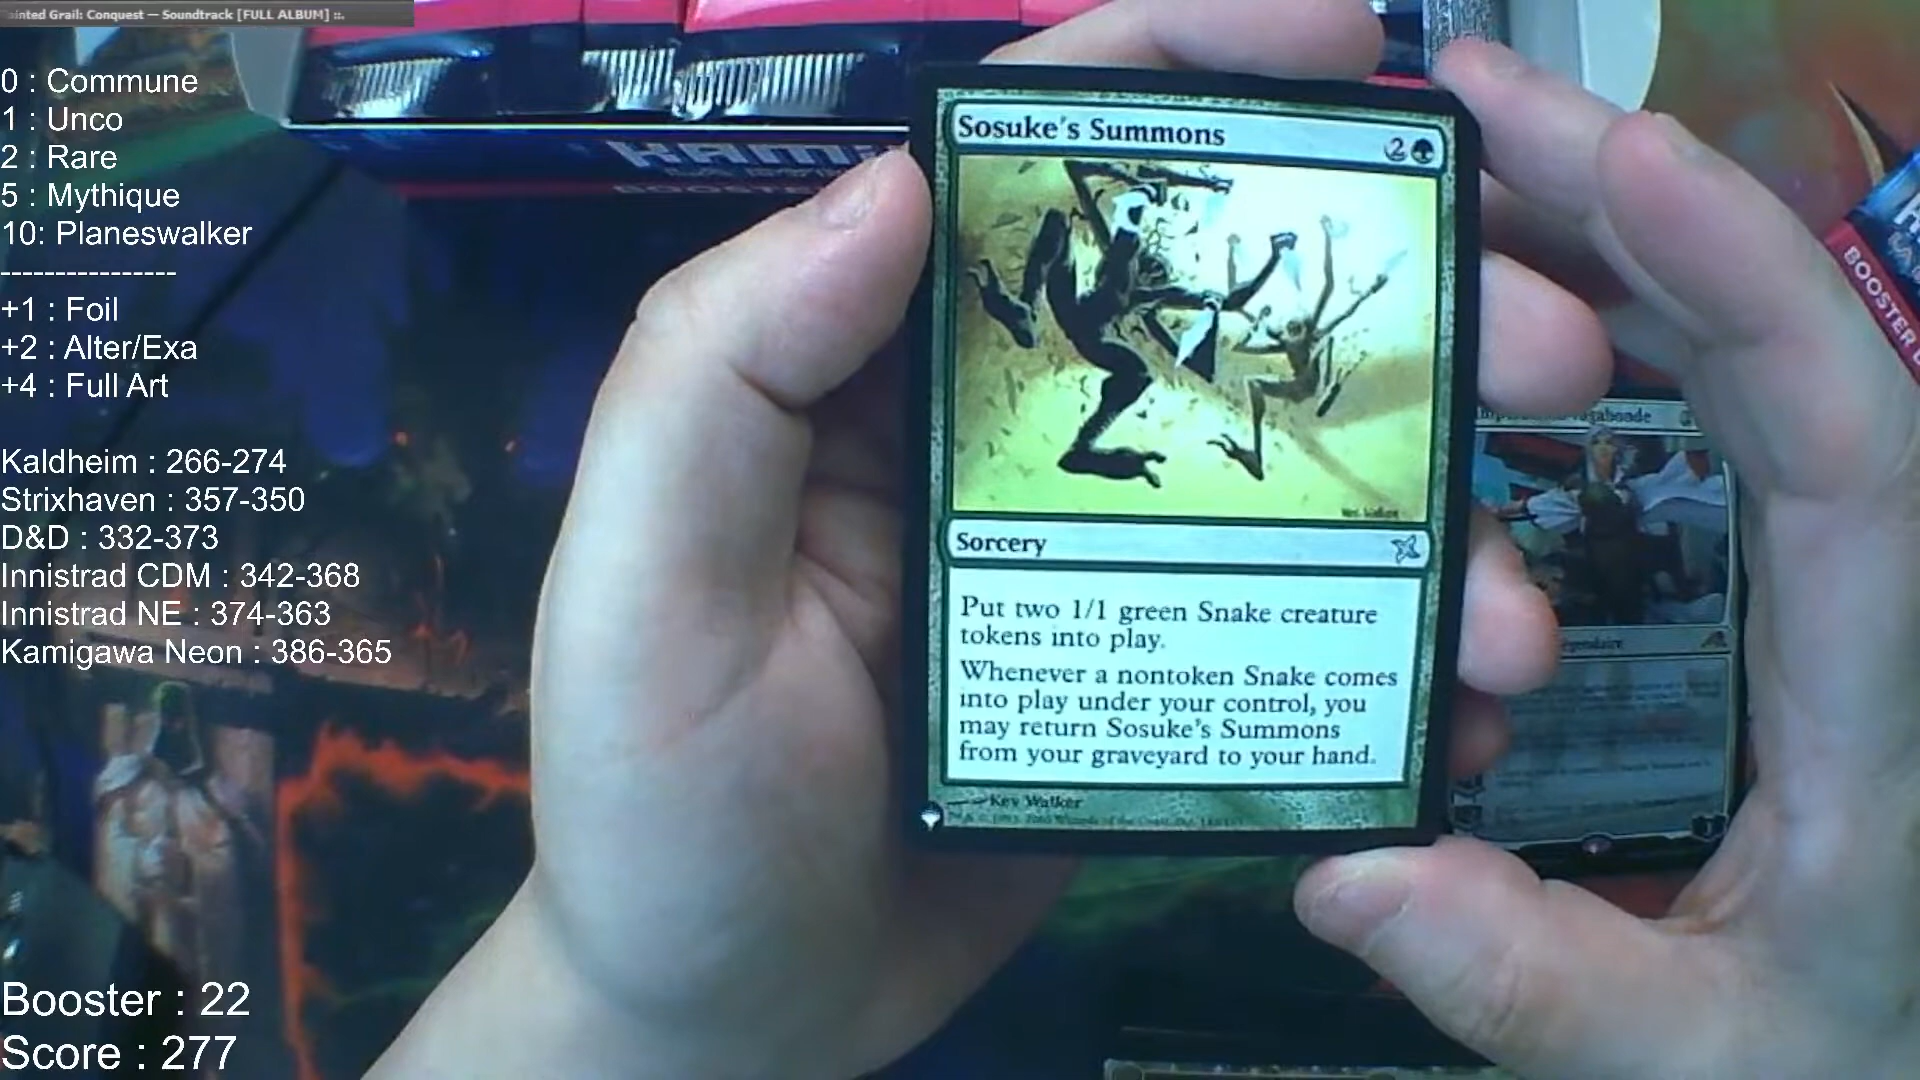 ainted Grail: Conquest — Soundtrack [FULL ALBUM] ::.
0 : Commune
1 : Unco
2 : Rare
5 : Mythique
10: Planeswalker
----------------
+1 : Foil
+2 : Alter/Exa
+4 : Full Art
Kaldheim : 266-274
Strixhaven : 357-350
D&D : 332-373
Innistrad CDM : 342-368
Innistrad NE : 374-363
Kamigawa Neon : 386-365
Booster : 22
Score : 277
Sosuke's Summons
2
Sorcery
Put two 1/1 green Snake creature
tokens into play.
Whenever a nontoken Snake comes
into play under your control, you
may return Sosuke's Summons
from your graveyard to your hand.
Kev Walker
BOOSTER